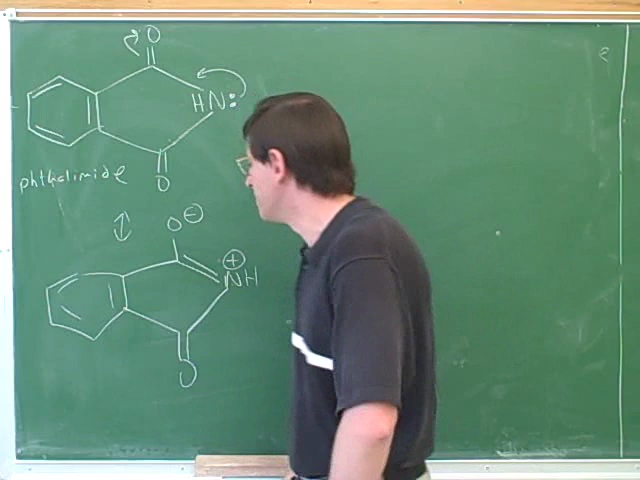 O
HN:
O
phthalimide
O⊖
⊕
NH
O